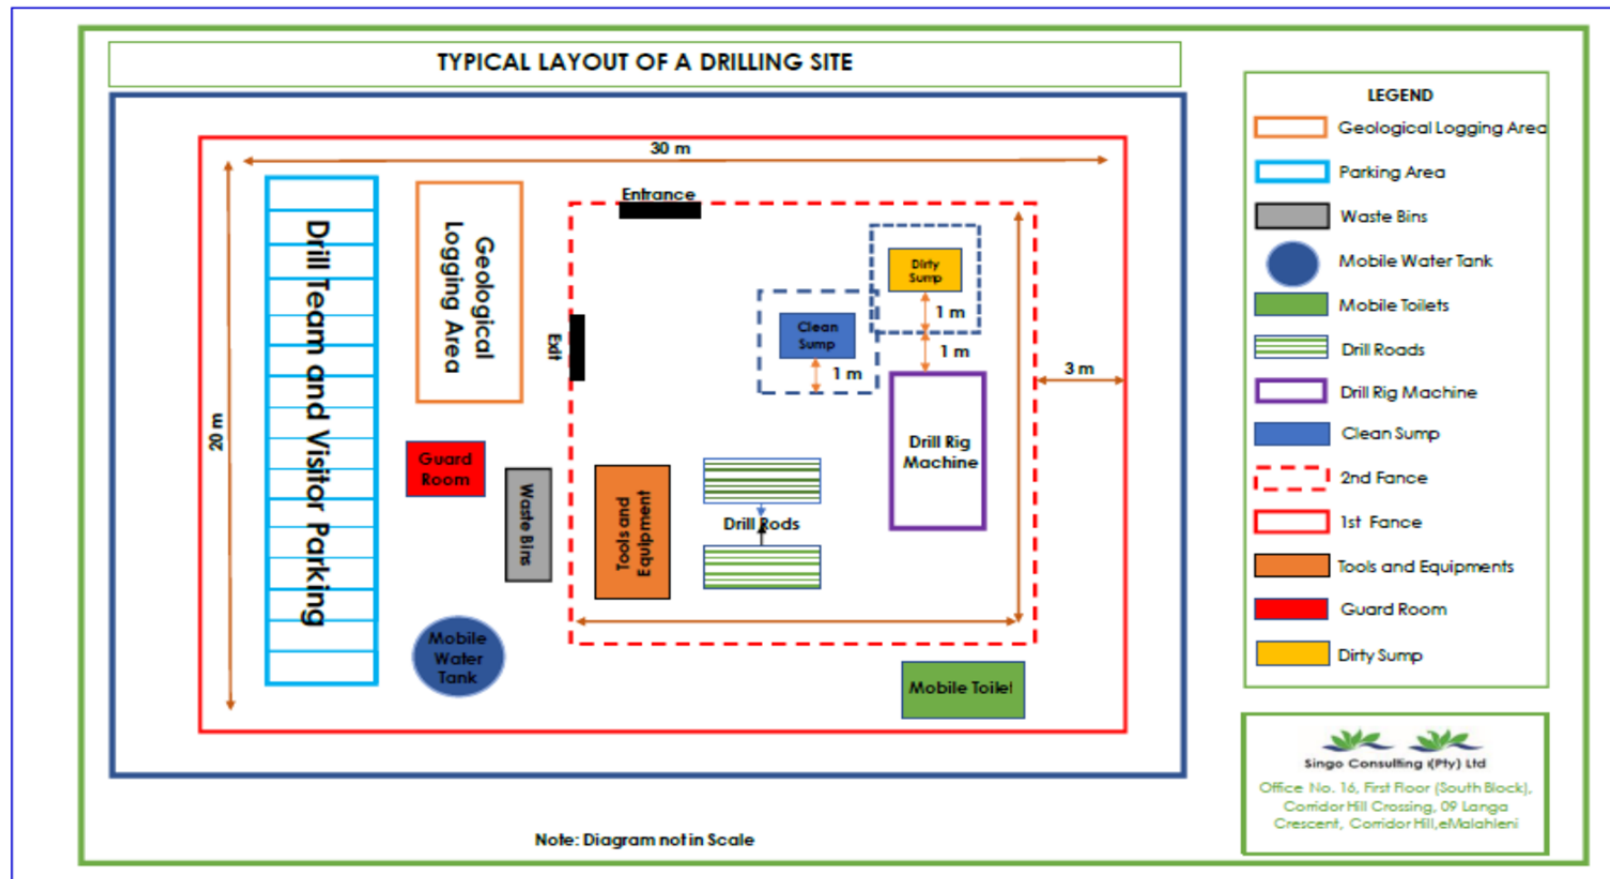 TYPICAL LAYOUT OF A DRILLING SITE
30 m
20 m
Drill Team and Visitor Parking
Geological
Logging Area
Entrance
Exit
Dirty
Sump
1 m
1 m
Clean
Sump
1 m
3 m
Drill Rig
Machine
Guard
Room
Waste Bins
Tools and
Equipment
Drill Rods
Mobile
Water
Tank
Mobile Toilet
Note: Diagram not in Scale
LEGEND
Geological Logging Area
Parking Area
Waste Bins
Mobile Water Tank
Mobile Toilets
Drill Roads
Drill Rig Machine
Clean Sump
2nd Fance
1st Fance
Tools and Equipments
Guard Room
Dirty Sump
Singo Consulting (Pty) Ltd
Office No. 16, First Floor (South Block),
Corridor Hill Crossing, 09 Langa
Crescent, Corridor Hill,eMalahleni